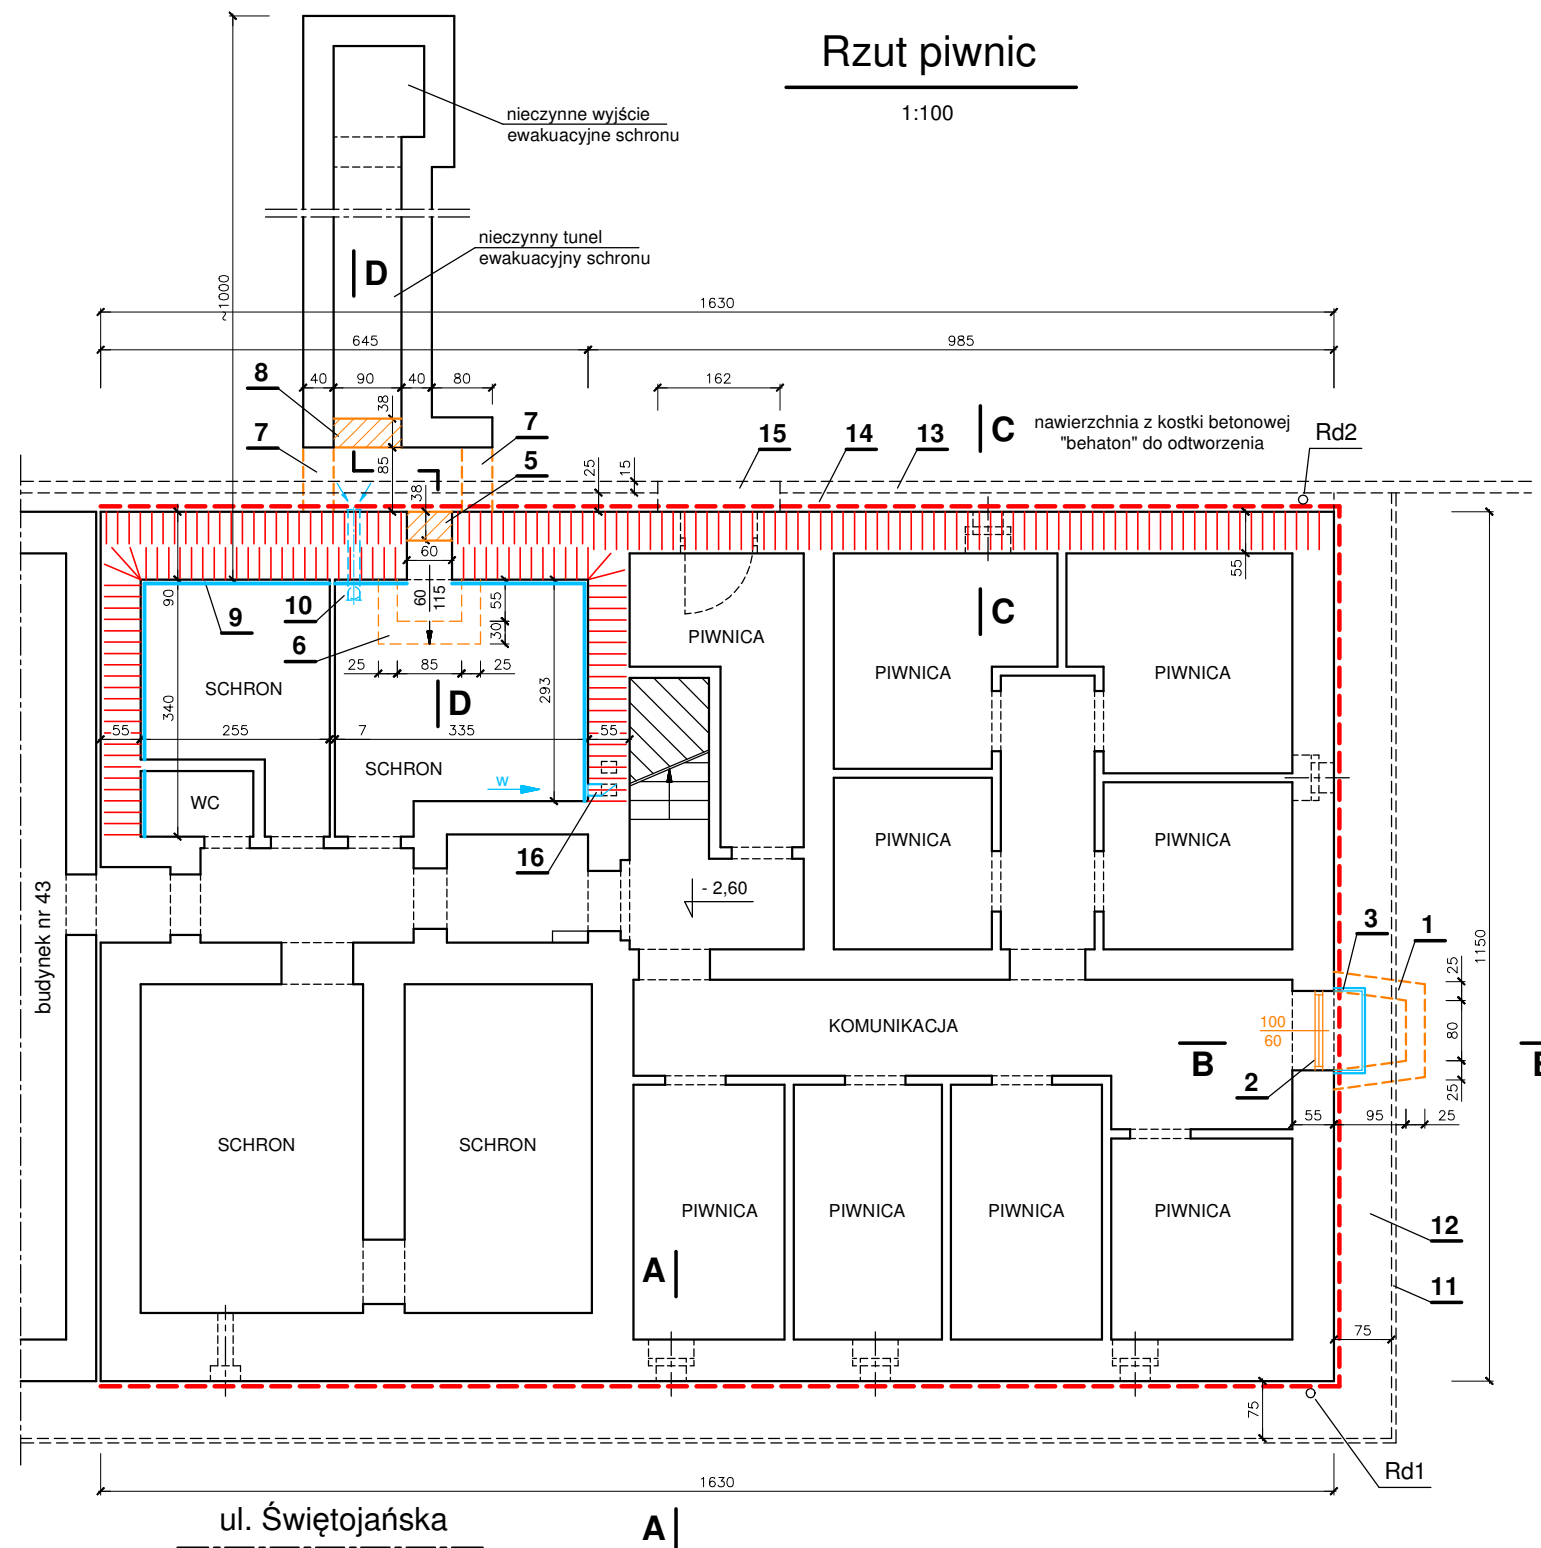 Rzut piwnic
1:100
nieczynne wyjście
ewakuacyjne schronu
nieczynny tunel
ewakuacyjny schronu
D
~1000
1630
645
985
8
40
90
40
80
162
38
7
7
5
15
14
13
C
nawierzchnia z kostki betonowej
"behaton" do odtworzenia
Rd2
85
25
15
38
60
55
90
9
10
6
60
115
55
30
25
85
25
C
PIWNICA
PIWNICA
PIWNICA
SCHRON
340
D
293
55
255
7
335
55
SCHRON
w
WC
16
PIWNICA
PIWNICA
- 2,60
budynek nr 43
3
1
25
1150
KOMUNIKACJA
100
60
80
B
B
2
25
55
95
25
SCHRON
SCHRON
PIWNICA
PIWNICA
PIWNICA
PIWNICA
12
A
11
75
75
Rd1
1630
ul. Świętojańska
A